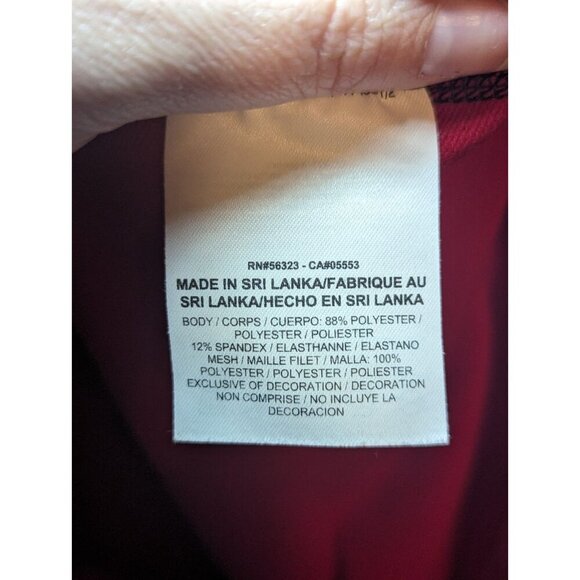 RN#56323 - CA#05553
MADE IN SRI LANKA/FABRIQUE AU
SRI LANKA/HECHO EN SRI LANKA
BODY / CORPS / CUERPO: 88% POLYESTER /
POLYESTER / POLIESTER
12% SPANDEX / ELASTHANNE / ELASTANO
MESH / MAILLE FILET / MALLA: 100%
POLYESTER / POLYESTER / POLIESTER
EXCLUSIVE OF DECORATION / DECORATION
NON COMPRISE / NO INCLUYE LA
DECORACION